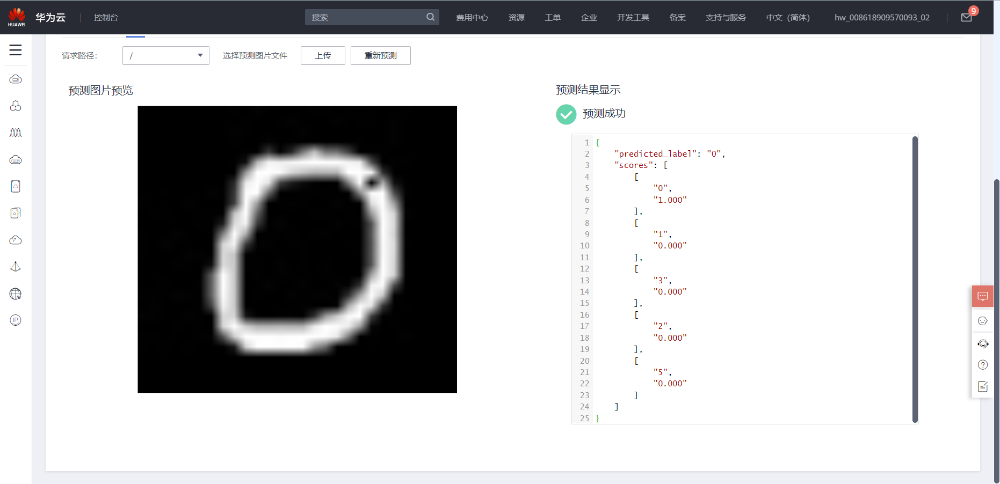 HUAWEI 华为云 控制台 搜索 费用中心 资源 工单 企业 开发工具 备案 支持与服务 中文（简体） hw_008618909570093_02 9
请求路径： / 选择预测图片文件 上传 重新预测
预测图片预览
预测结果显示
预测成功
1 {
2 "predicted_label": "0",
3 "scores": [
4 [
5 "0",
6 "1.000"
7 ],
8 [
9 "1",
10 "0.000"
11 ],
12 [
13 "3",
14 "0.000"
15 ],
16 [
17 "2",
18 "0.000"
19 ],
20 [
21 "5",
22 "0.000"
23 ]
24 ]
25 }
W
IP